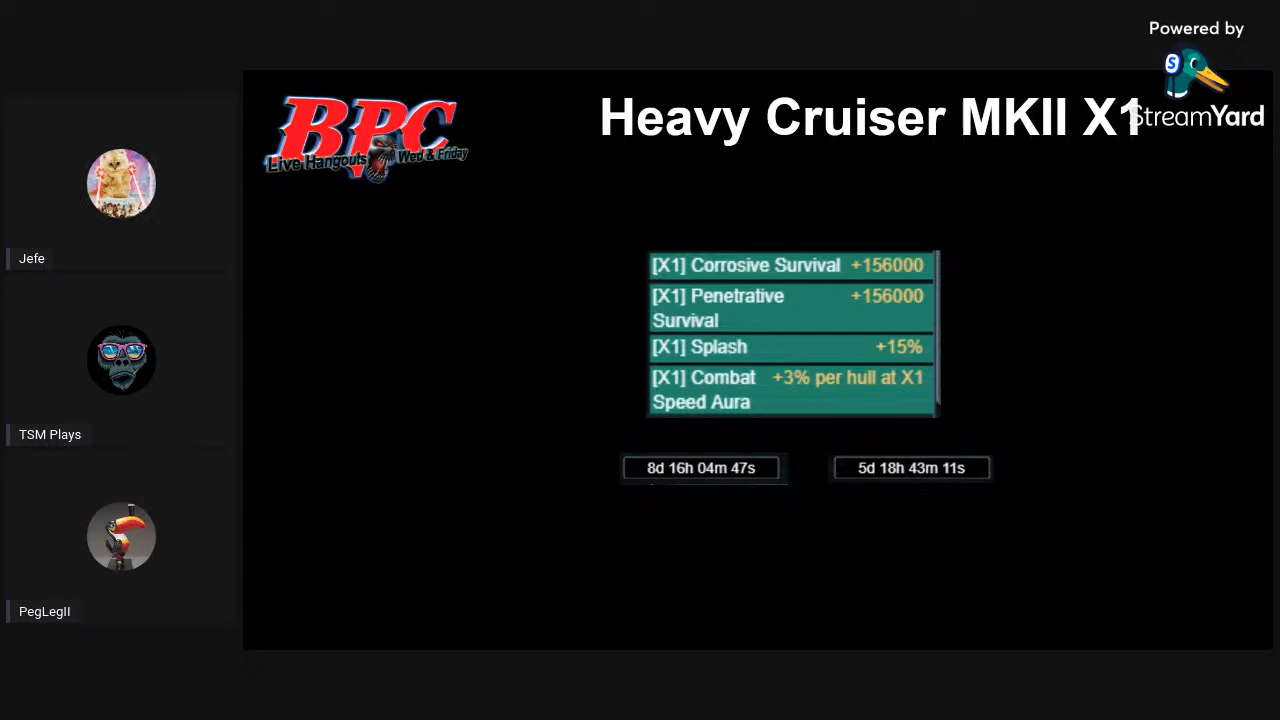 Powered by
StreamYard
BPC
Live Hangouts Wed & Friday
Heavy Cruiser MKII X1
[X1] Corrosive Survival +156000
[X1] Penetrative +156000
Survival
[X1] Splash +15%
[X1] Combat +3% per hull at X1
Speed Aura
8d 16h 04m 47s 5d 18h 43m 11s
Jefe
TSM Plays
PegLegII